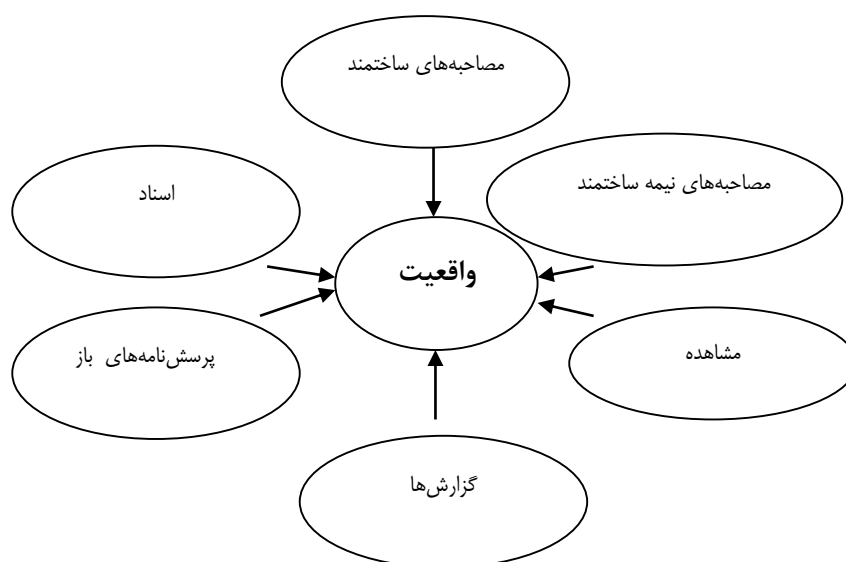 مصاحبه‌های ساختمند
مصاحبه‌های نیمه ساختمند
اسناد
واقعیت
پرسش‌نامه‌های باز
مشاهده
گزارش‌ها